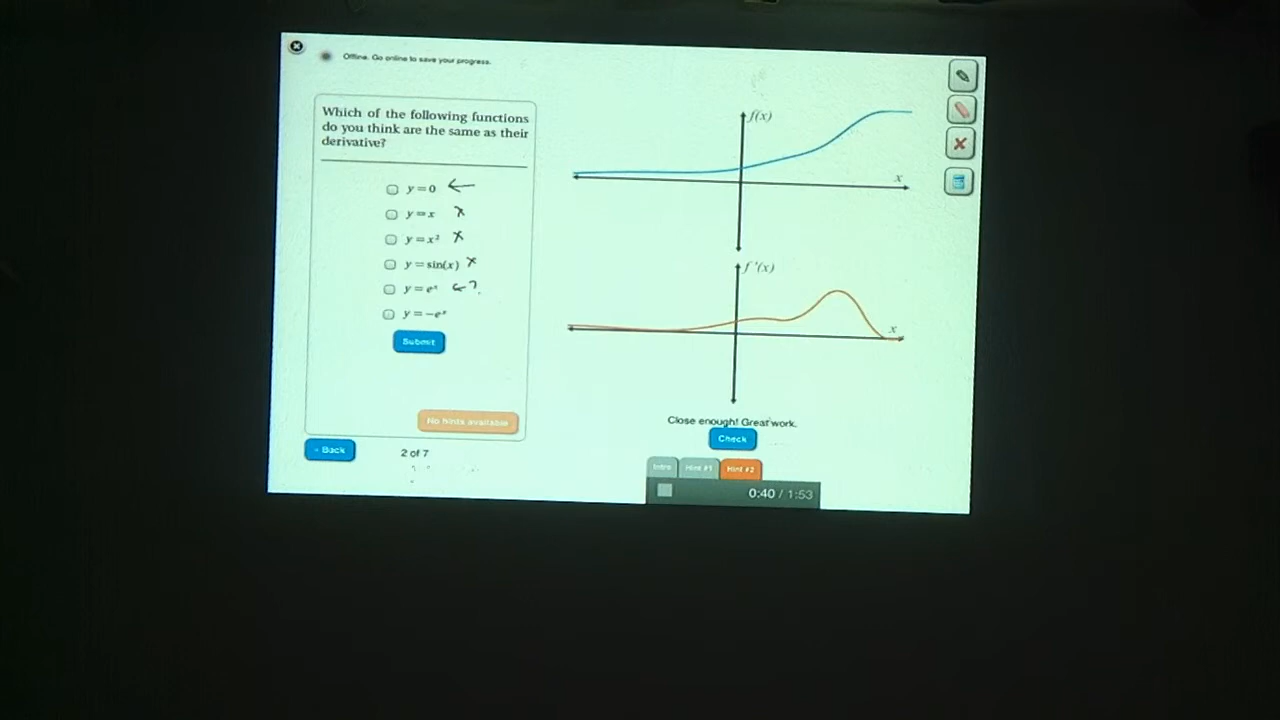 Offline. Go online to save your progress.
Which of the following functions
do you think are the same as their
derivative?
y=0 ←
y=x x
y=x² x
y=sin(x) x
y=eˣ ←?
y=-eˣ
Submit
No hints available
- Back
2 of 7
f(x)
x
f'(x)
x
Close enough! Great work.
Check
Intro
Hint #1
Hint #2
0:40 / 1:53